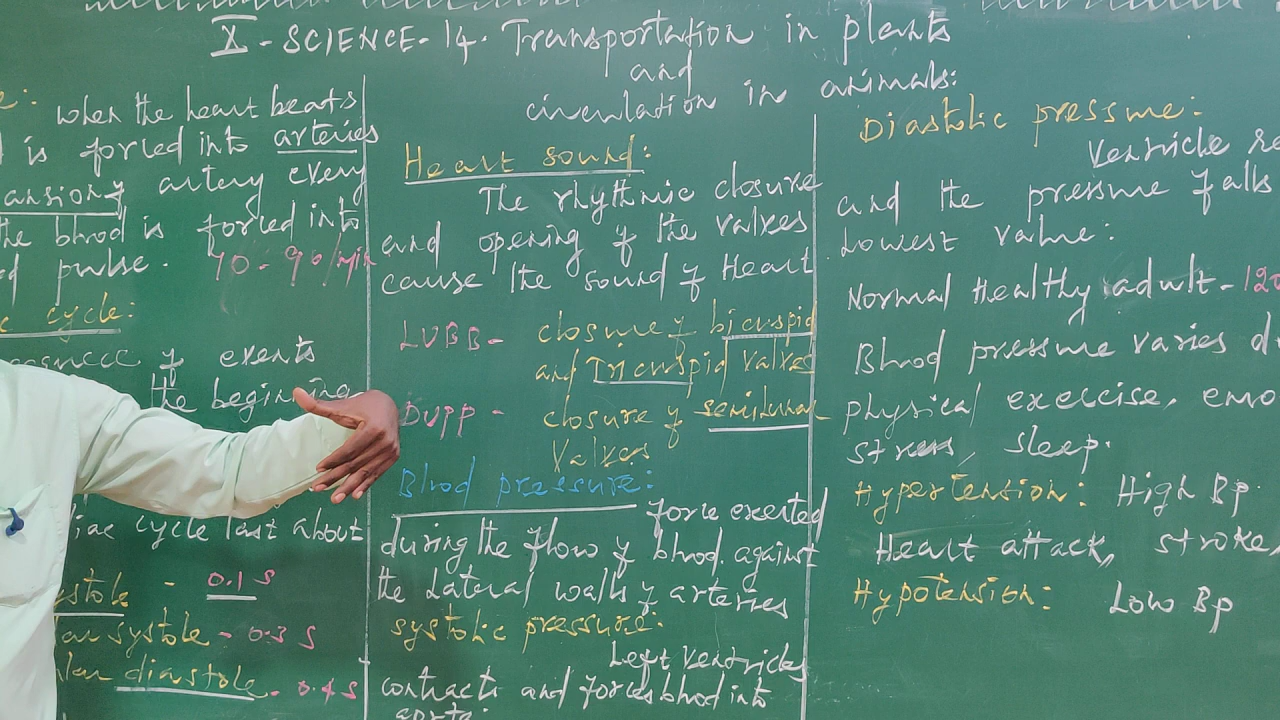 X - SCIENCE - 14. Transportation in plants
and
circulation in animals:
when the heart beats
is forced into arteries
artery every
the blood is forced into
pulse. 70 - 90/min
cycle:
of events
the beginning
cycle last about
- 0.1 s
systole - 0.3 s
diastole - 0.4 s
Heart sound:
The rhythmic closure
and opening of the valves
cause the sound of Heart.
LUBB - closure of bicuspid
and Tricuspid valves
DUPP - closure of semilunar
valves
Blood pressure:
force exerted
during the flow of blood against
the Lateral walls of arteries
systolic pressure:
Left ventricles
contracts and forces blood into
aorta:
Diastolic pressure:
Ventricle
and the pressure falls
Lowest value:
Normal Healthy adult - 120
Blood pressure varies
physical exercise,
stress, sleep.
Hypertension: High Bp.
Heart attack, stroke,
Hypotension: Low Bp